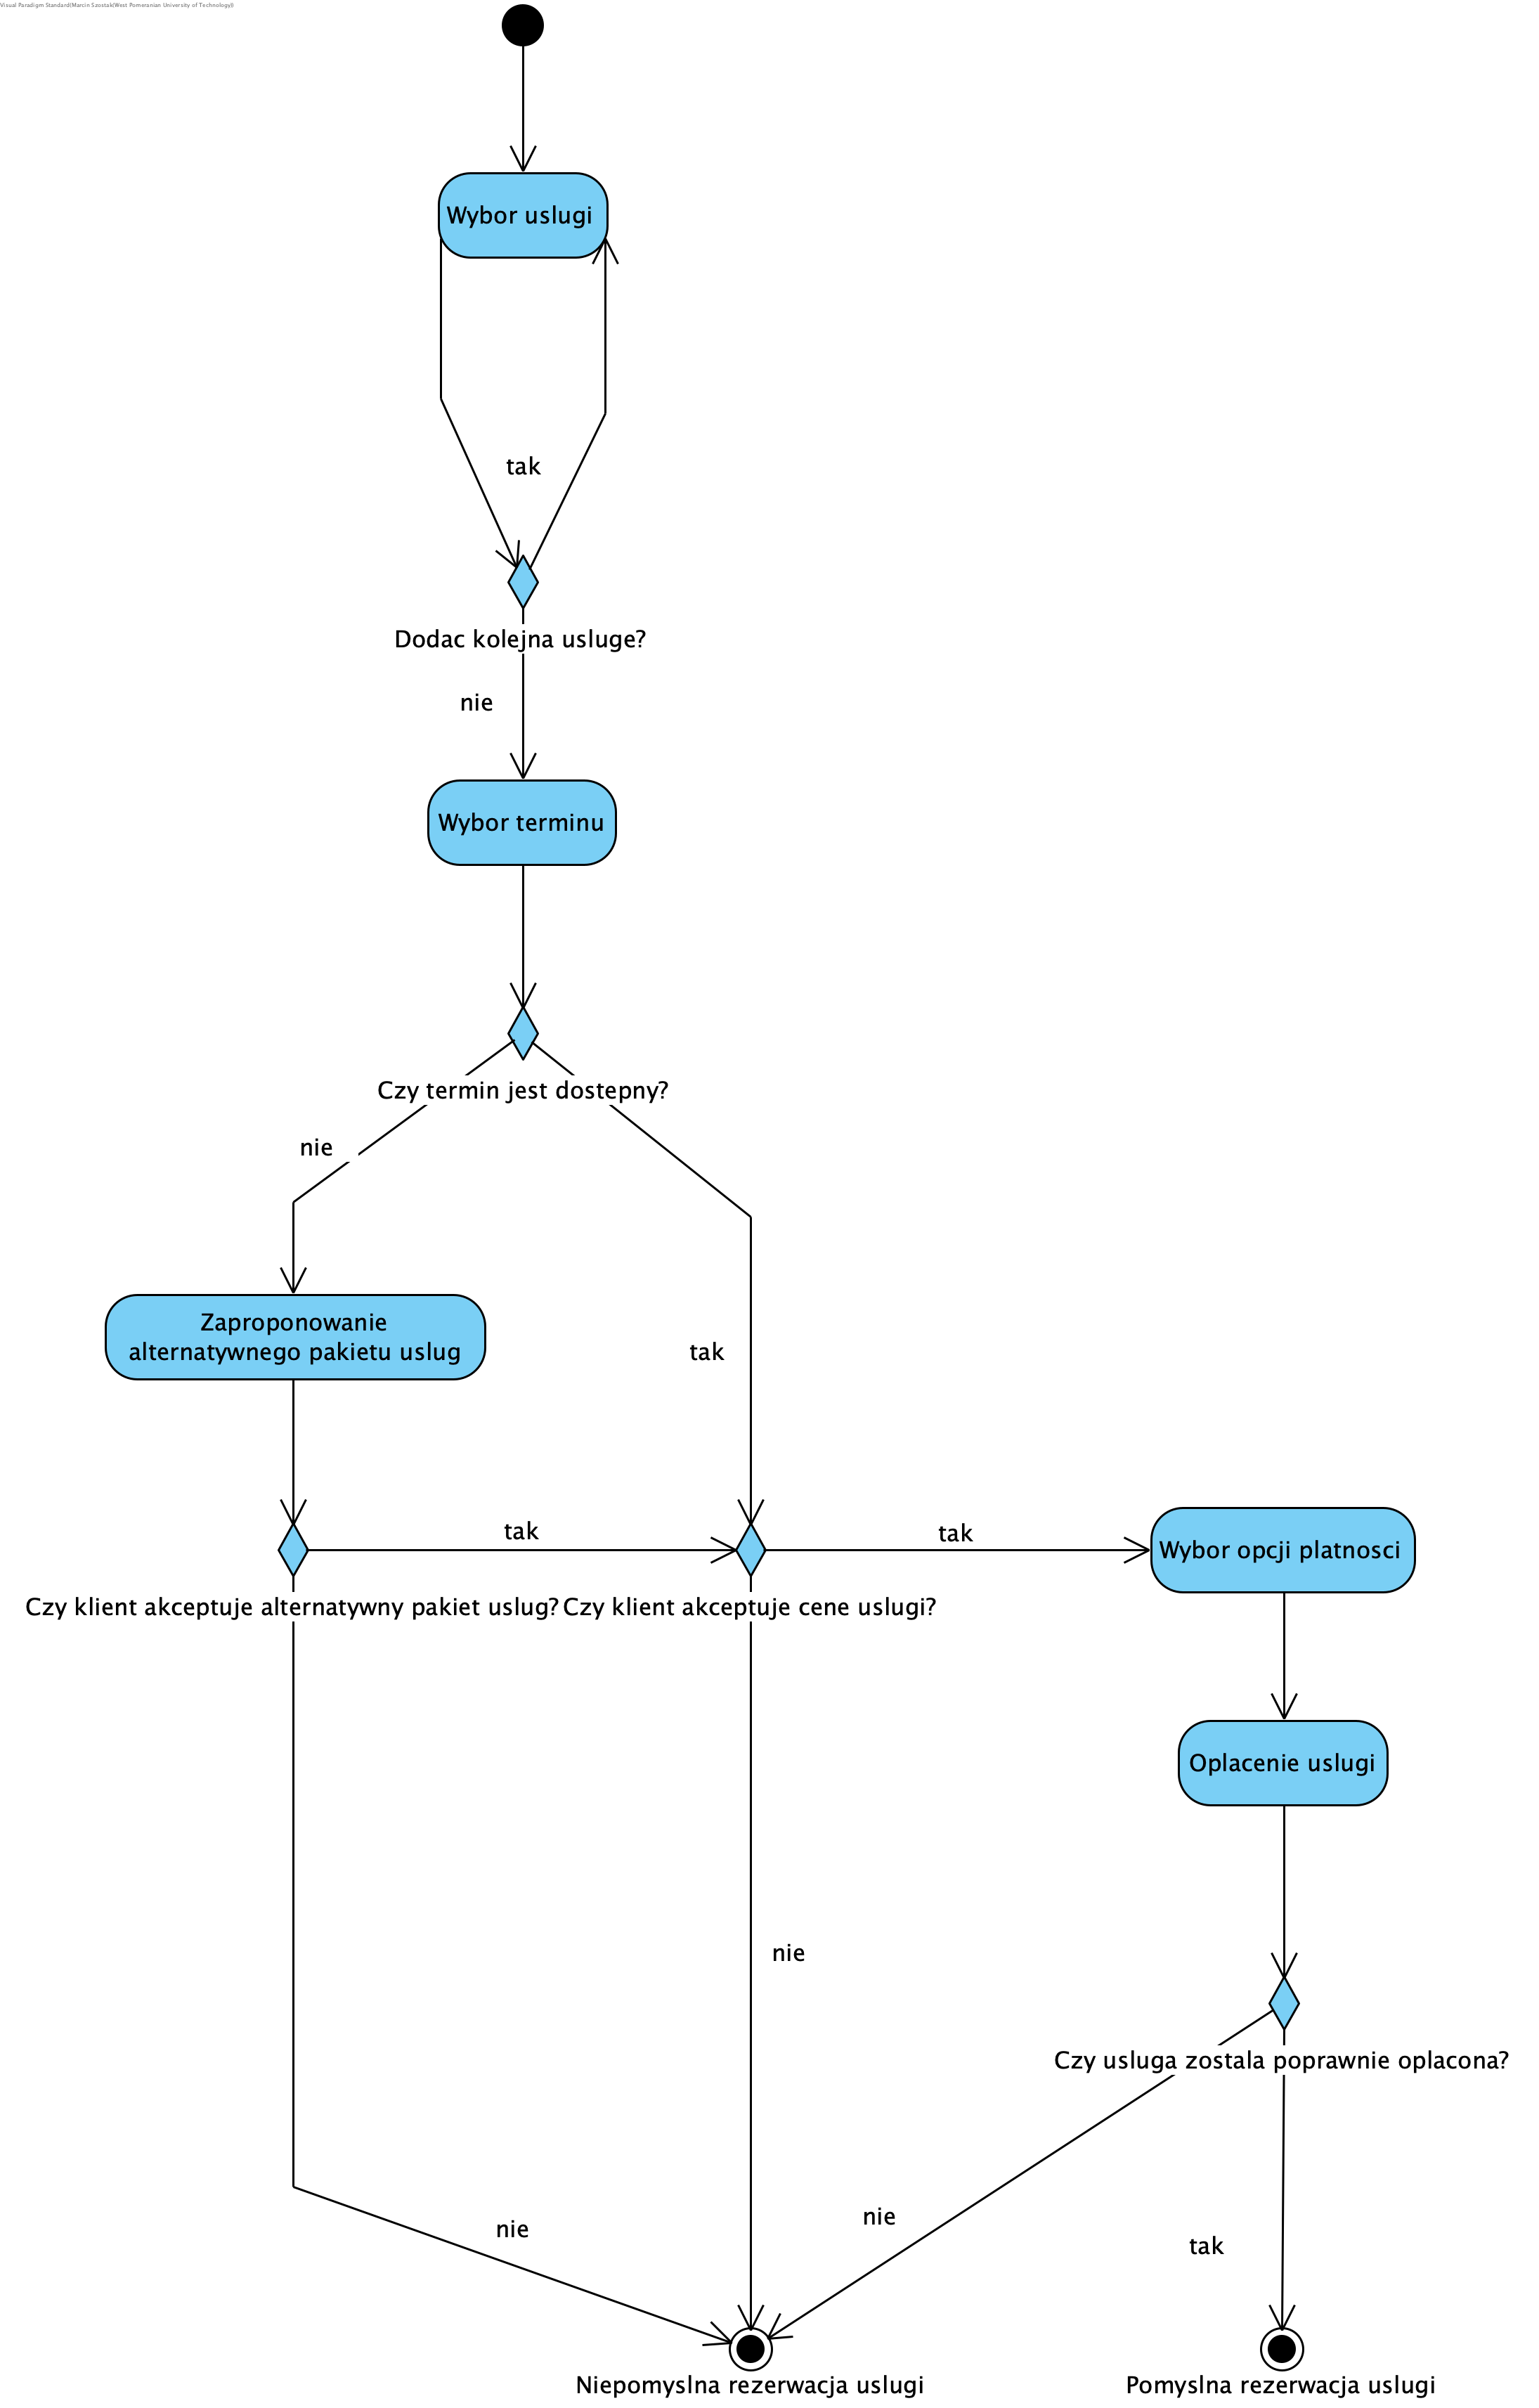 Visual Paradigm Standard(Marcin Szostak(West Pomeranian University of Technology))
Wybor uslugi
tak
Dodac kolejna usluge?
nie
Wybor terminu
Czy termin jest dostepny?
nie
Zaproponowanie
alternatywnego pakietu uslug
tak
tak
tak
Wybor opcji platnosci
Czy klient akceptuje alternatywny pakiet uslug?
Czy klient akceptuje cene uslugi?
Oplacenie uslugi
nie
Czy usluga zostala poprawnie oplacona?
nie
nie
tak
Niepomyslna rezerwacja uslugi
Pomyslna rezerwacja uslugi